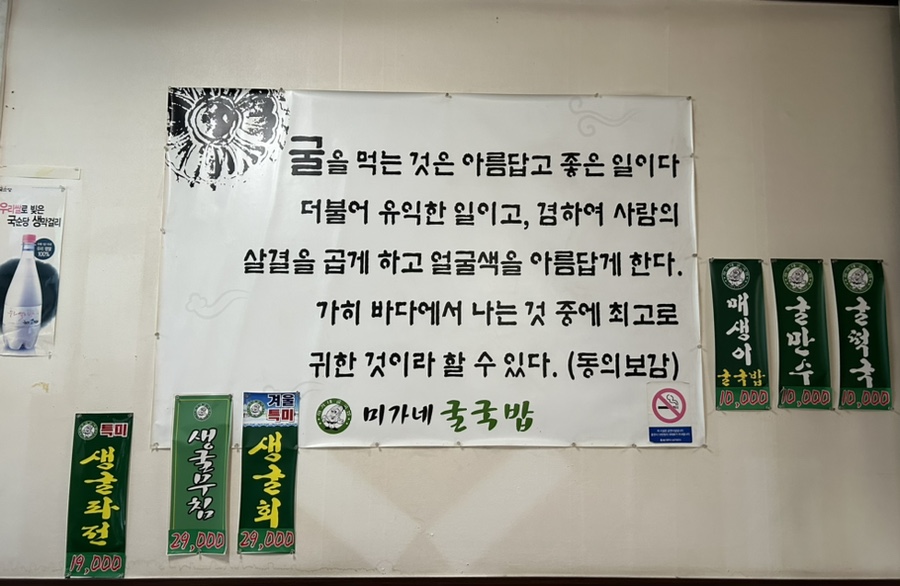 굴을 먹는 것은 아름답고 좋은 일이다
더불어 유익한 일이고, 겸하여 사람의
살결을 곱게 하고 얼굴색을 아름답게 한다.
가히 바다에서 나는 것 중에 최고로
귀한 것이라 할 수 있다. (동의보감)
미가네 굴국밥
우리쌀로 빚은
국순당 생막걸리
특미
생굴파전
19,000
생굴무침
29,000
겨울
특미
생굴회
29,000
매생이
굴국밥
10,000
굴만두
10,000
굴떡국
10,000